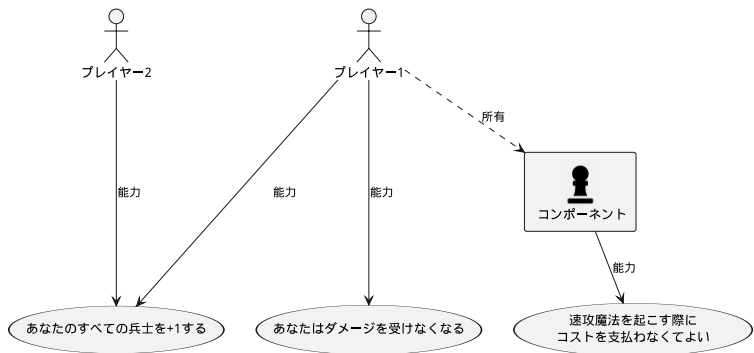 プレイヤー2
プレイヤー1
所有
能力
能力
能力
コンポーネント
能力
あなたのすべての兵士を+1する
あなたはダメージを受けなくなる
速攻魔法を起こす際に
コストを支払わなくてよい